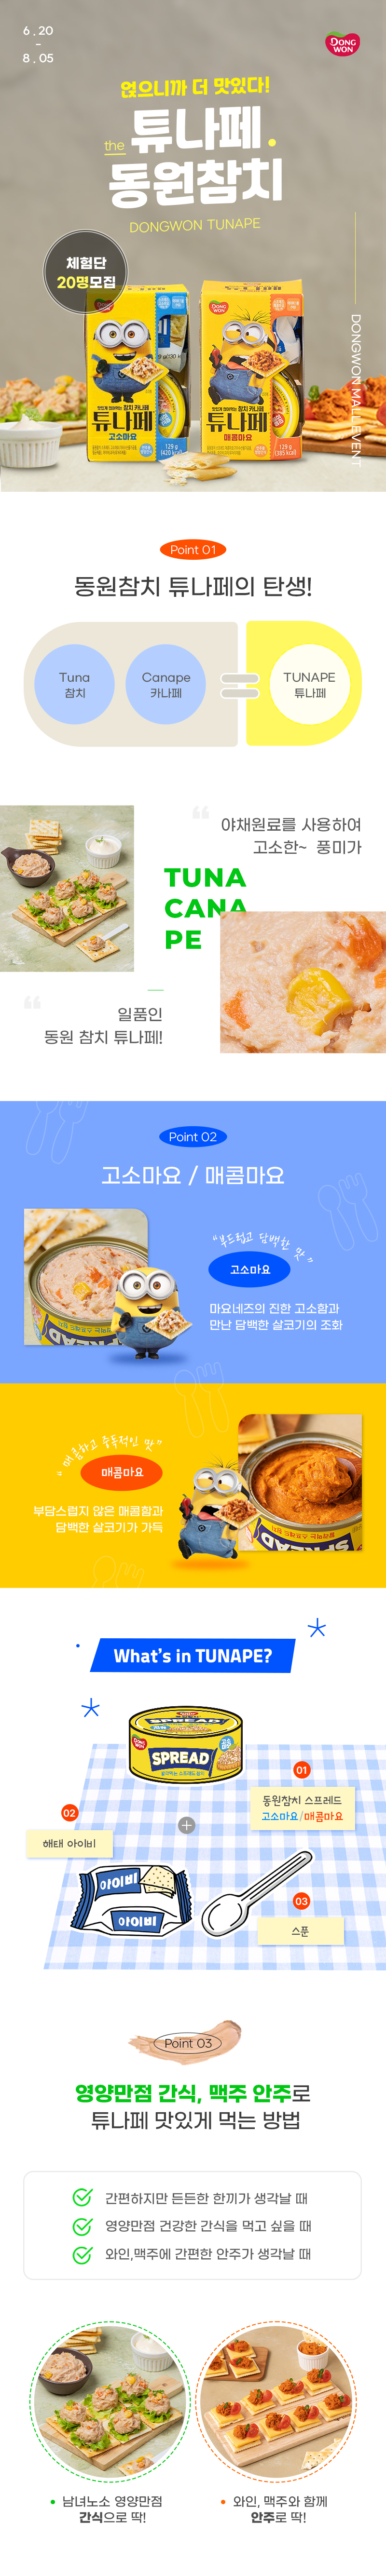 6 . 20
-
8 . 05
DONG
WON
얹으니까 더 맛있다!
the 튜나페.
동원참치
DONGWON TUNAPE
체험단
20명모집
DONGWON MALL EVENT
튜나페
고소마요
129 g
(420 kcal)
튜나페
매콤마요
129 g
(385 kcal)
Point 01
동원참치 튜나페의 탄생!
Tuna
참치
Canape
카나페
TUNAPE
튜나페
야채원료를 사용하여
고소한~ 풍미가
TUNA
CANA
PE
일품인
동원 참치 튜나페!
Point 02
고소마요 / 매콤마요
"부드럽고 담백한 맛"
고소마요
마요네즈의 진한 고소함과
만난 담백한 살코기의 조화
SPREAD
"매콤하고 중독적인 맛"
매콤마요
부담스럽지 않은 매콤함과
담백한 살코기가 가득
SPREAD
What's in TUNAPE?
SPREAD
01
동원참치 스프레드
고소마요/매콤마요
02
해태 아이비
아이비
아이비
03
스푼
Point 03
영양만점 간식, 맥주 안주로
튜나페 맛있게 먹는 방법
간편하지만 든든한 한끼가 생각날 때
영양만점 건강한 간식을 먹고 싶을 때
와인,맥주에 간편한 안주가 생각날 때
남녀노소 영양만점
간식으로 딱!
와인, 맥주와 함께
안주로 딱!